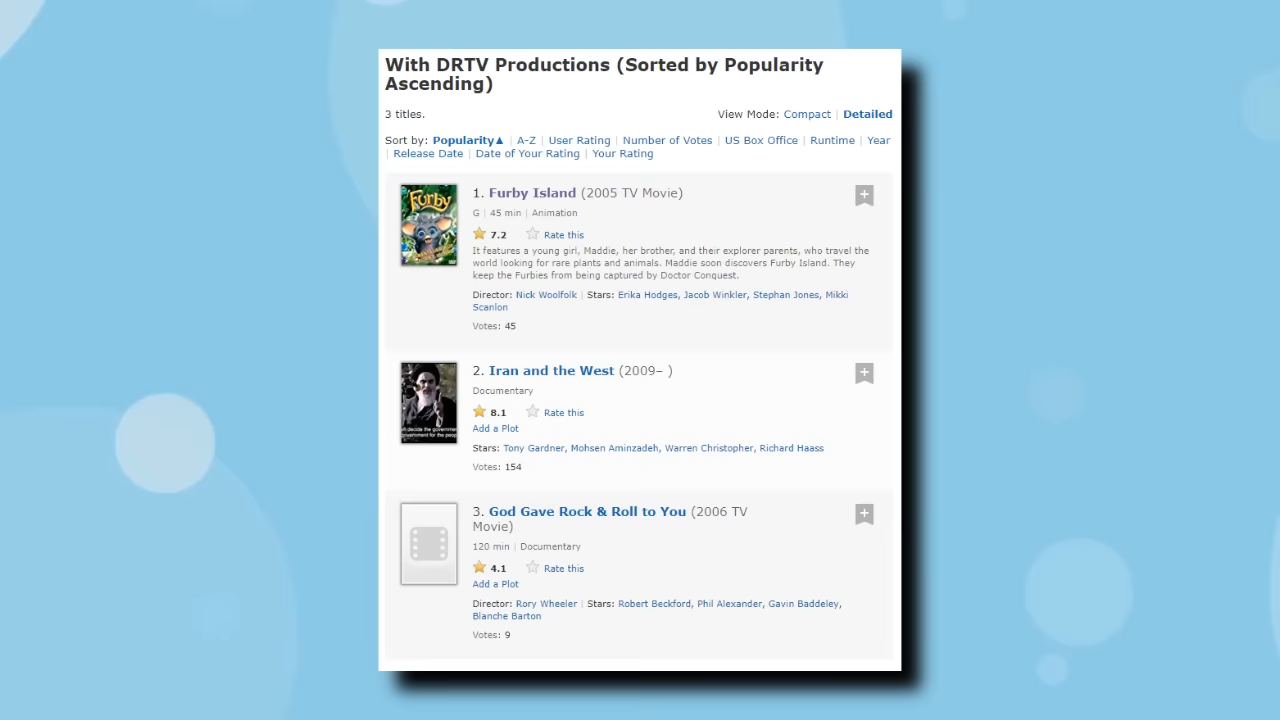 With DRTV Productions (Sorted by Popularity
Ascending)
3 titles.
View Mode: Compact | Detailed
Sort by: Popularity▲ | A-Z | User Rating | Number of Votes | US Box Office | Runtime | Year
| Release Date | Date of Your Rating | Your Rating
Furby
1. Furby Island (2005 TV Movie)
G | 45 min | Animation
7.2 Rate this
It features a young girl, Maddie, her brother, and their explorer parents, who travel the
world looking for rare plants and animals. Maddie soon discovers Furby Island. They
keep the Furbies from being captured by Doctor Conquest.
Director: Nick Woolfolk | Stars: Erika Hodges, Jacob Winkler, Stephan Jones, Mikki
Scanlon
Votes: 45
2. Iran and the West (2009– )
Documentary
8.1 Rate this
Add a Plot
Stars: Tony Gardner, Mohsen Aminzadeh, Warren Christopher, Richard Haass
Votes: 154
decide the
government for the
3. God Gave Rock & Roll to You (2006 TV
Movie)
120 min | Documentary
4.1 Rate this
Add a Plot
Director: Rory Wheeler | Stars: Robert Beckford, Phil Alexander, Gavin Baddeley,
Blanche Barton
Votes: 9